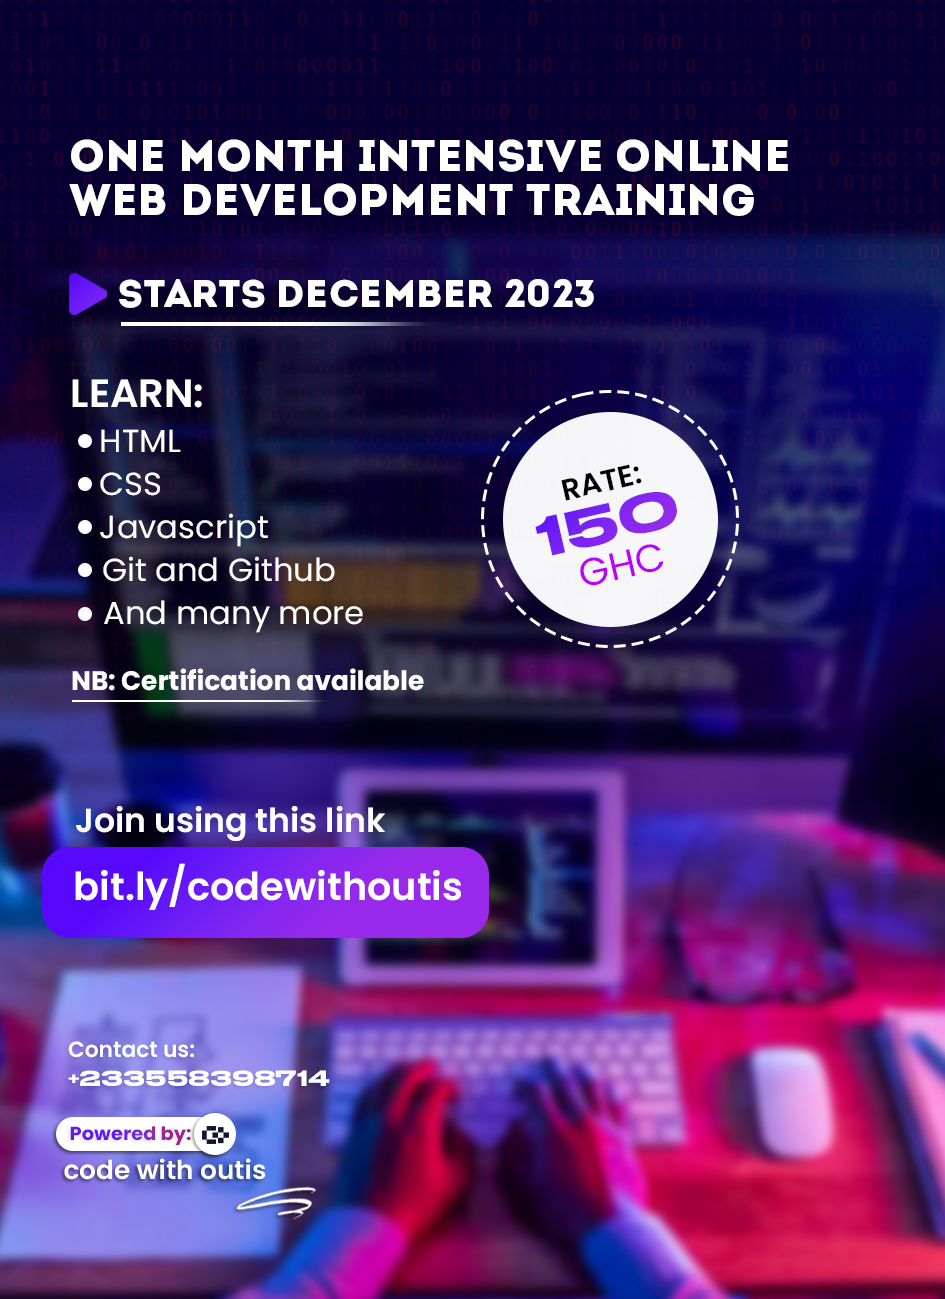 ONE MONTH INTENSIVE ONLINE
WEB DEVELOPMENT TRAINING
STARTS DECEMBER 2023
LEARN:
HTML
CSS
Javascript
Git and Github
And many more
RATE:
150
GHC
NB: Certification available
Join using this link
bit.ly/codewithoutis
Contact us:
+233558398714
Powered by:
code with outis